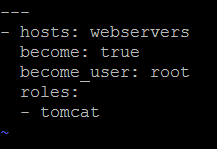 ---
- hosts: webservers
  become: true
  become_user: root
  roles:
  - tomcat
~